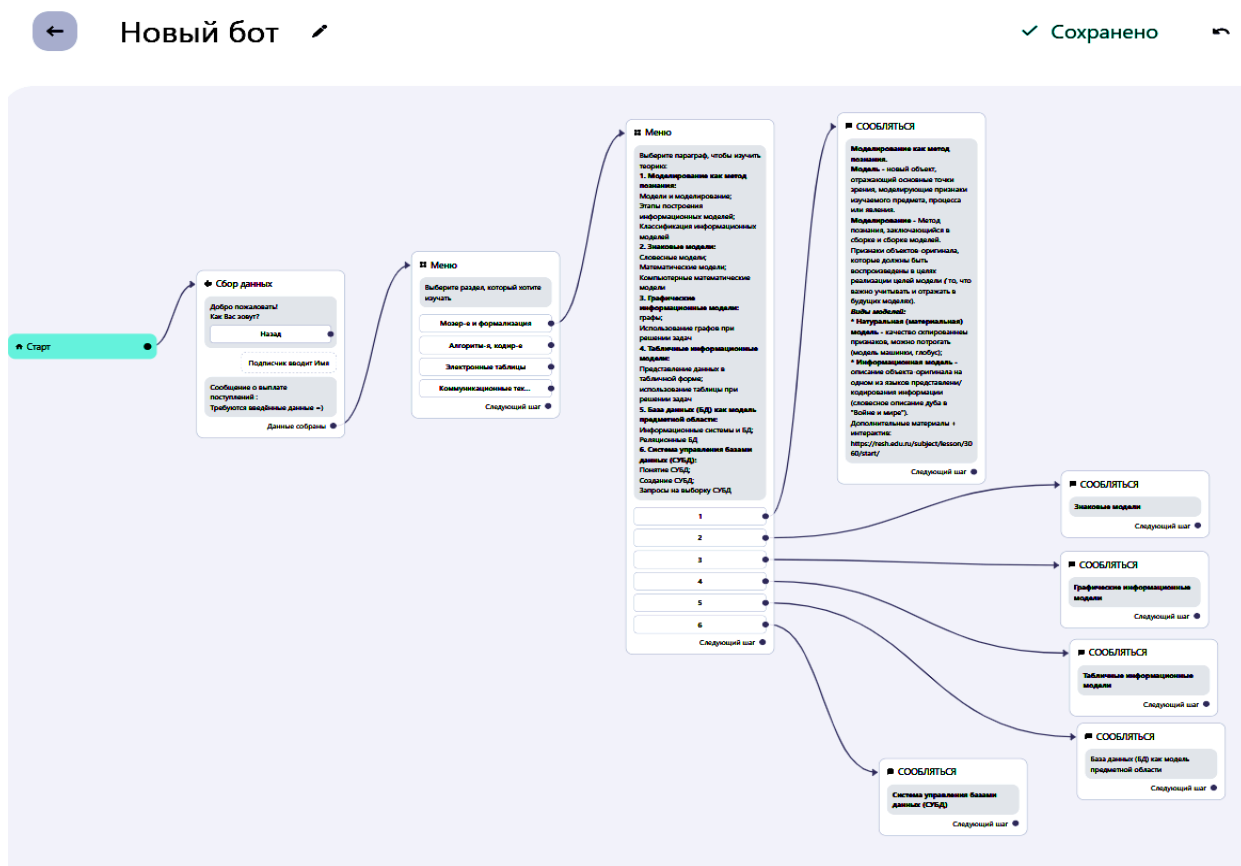 Новый бот
Сохранено
Старт
Сбор данных
Добро пожаловать!
Как Вас зовут?
Назад
Подписчик вводит Имя
Сообщение о выплате
поступлений :
Требуются введённые данные =)
Данные собраны
Меню
Выберите раздел, который хотите
изучать
Мозер-е и формализация
Алгоритм-я, кодир-е
Электронные таблицы
Коммуникационные тех...
Следующий шаг
Меню
Выберите параграф, чтобы изучить
теорию:
1. Моделирование как метод
познания:
Модели и моделирование;
Этапы построения
информационных моделей;
Классификация информационных
моделей
2. Знаковые модели:
Словесные модели;
Математические модели;
Компьютерные математические
модели
3. Графические
информационные модели:
графы;
Использование графов при
решении задач
4. Табличные информационные
модели:
Представление данных в
табличной форме;
использование таблицы при
решении задач
5. База данных (БД) как модель
предметной области:
Информационные системы и БД;
Реляционные БД
6. Система управления базами
данных (СУБД):
Понятие СУБД;
Создание СУБД;
Запросы на выборку СУБД
1
2
3
4
5
6
Следующий шаг
СООБЛЯТЬСЯ
Моделирование как метод
познания.
Модель - новый объект,
отражающий основные точки
зрения, моделирующие признаки
изучаемого предмета, процесса
или явления.
Моделирование - Метод
познания, заключающийся в
сборке и сборке моделей.
Признаки объектов-оригинала,
которые должны быть
воспроизведены в целях
реализации целей модели ( то, что
важно учитывать и отражать в
будущих моделях).
Виды моделей:
* Натуральная (материальная)
модель - качество скпированнем
признаков, можно потрогать
(модель машинки, глобус);
* Информационная модель -
описание объекта-оригинала на
одном из языков представлени/
кодирования информации
(словесное описание дуба в
"Войне и мире").
Дополнительные материалы +
интерактив:
https://resh.edu.ru/subject/lesson/30
60/start/
Следующий шаг
СООБЛЯТЬСЯ
Знаковые модели
Следующий шаг
СООБЛЯТЬСЯ
Графические информационные
модели
Следующий шаг
СООБЛЯТЬСЯ
Табличные информационные
модели
Следующий шаг
СООБЛЯТЬСЯ
База данных (БД) как модель
предметной области
Следующий шаг
СООБЛЯТЬСЯ
Система управления базами
данных (СУБД)
Следующий шаг